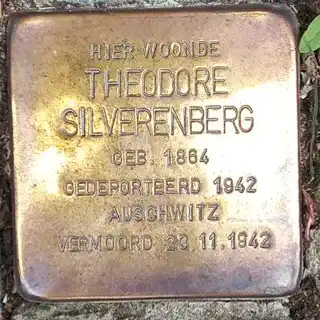 HIER WOONDE
THEODORE
SILVERENBERG
GEB. 1864
GEDEPORTEERD 1942
AUSCHWITZ
VERMOORD 23.11.1942